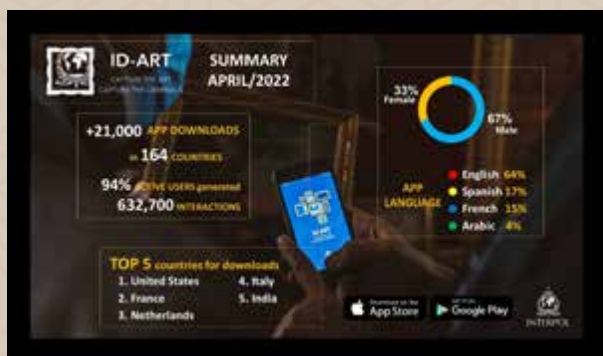 ID-ART
SUMMARY
APRIL/2022
+21,000 APP DOWNLOADS
in 164 COUNTRIES
94% ACTIVE USERS generated
632,700 INTERACTIONS
33%
Female
67%
Male
APP
LANGUAGE
English 64%
Spanish 17%
French 15%
Arabic 4%
TOP 5 countries for downloads
1. United States
2. France
3. Netherlands
4. Italy
5. India
App Store
Google Play
INTERPOL